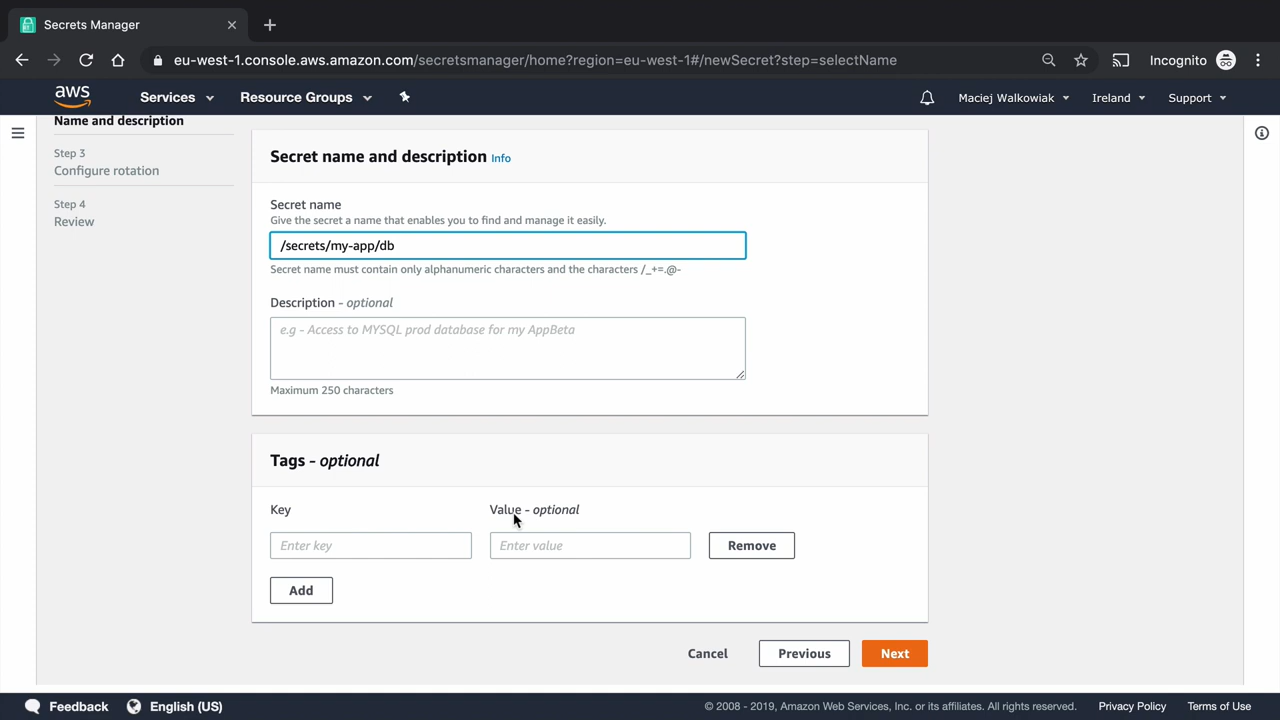 Secrets Manager
eu-west-1.console.aws.amazon.com/secretsmanager/home?region=eu-west-1#/newSecret?step=selectName
Incognito
aws
Services
Resource Groups
Maciej Walkowiak
Ireland
Support
Name and description
Step 3
Configure rotation
Step 4
Review
Secret name and description Info
Secret name
Give the secret a name that enables you to find and manage it easily.
/secrets/my-app/db
Secret name must contain only alphanumeric characters and the characters /_+=.@-
Description - optional
e.g - Access to MYSQL prod database for my AppBeta
Maximum 250 characters
Tags - optional
Key
Value - optional
Enter key
Enter value
Remove
Add
Cancel
Previous
Next
Feedback
English (US)
© 2008 - 2019, Amazon Web Services, Inc. or its affiliates. All rights reserved.
Privacy Policy
Terms of Use